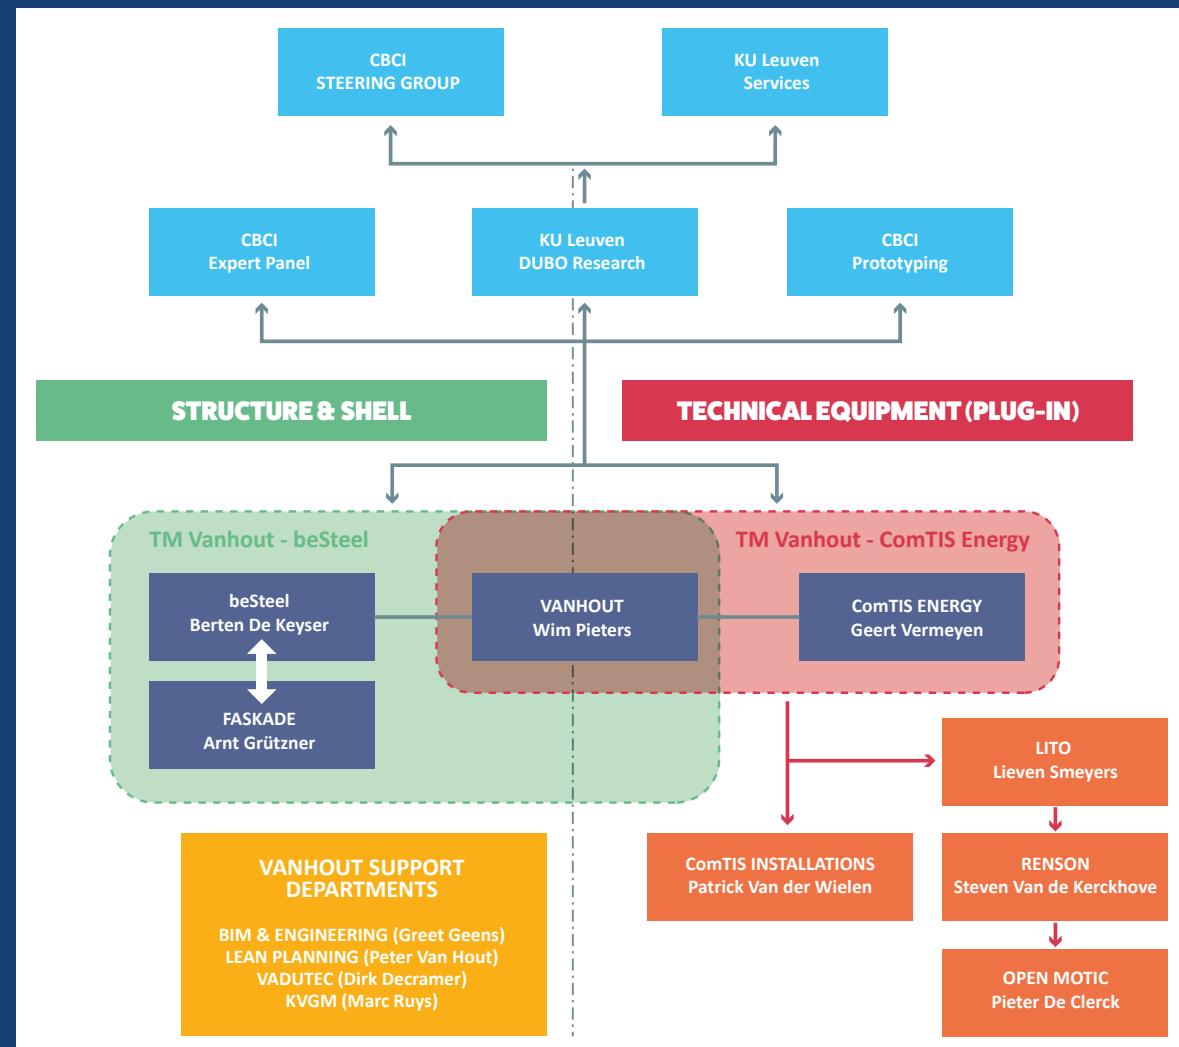 CBCI
STEERING GROUP
KU Leuven
Services
CBCI
Expert Panel
KU Leuven
DUBO Research
CBCI
Prototyping
STRUCTURE & SHELL
TECHNICAL EQUIPMENT (PLUG-IN)
TM Vanhout - beSteel
TM Vanhout - ComTIS Energy
beSteel
Berten De Keyser
VANHOUT
Wim Pieters
ComTIS ENERGY
Geert Vermeyen
FASKADE
Arnt Grützner
LITO
Lieven Smeyers
VANHOUT SUPPORT
DEPARTMENTS
BIM & ENGINEERING (Greet Geens)
LEAN PLANNING (Peter Van Hout)
VADUTEC (Dirk Decramer)
KVGM (Marc Ruys)
ComTIS INSTALLATIONS
Patrick Van der Wielen
RENSON
Steven Van de Kerckhove
OPEN MOTIC
Pieter De Clerck